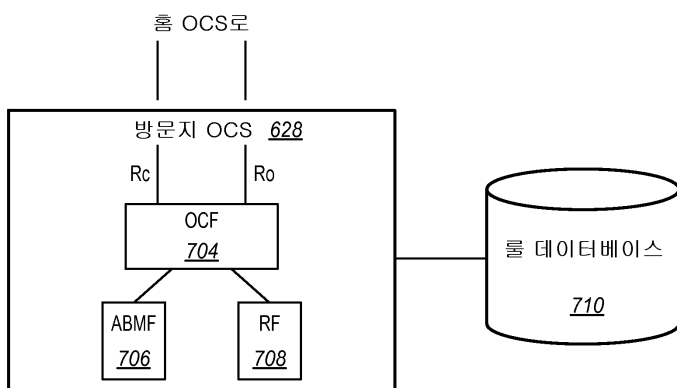 홈 OCS로
방문지 OCS 628
Rc Ro
OCF
704
룰 데이터베이스
710
ABMF RF
706 708